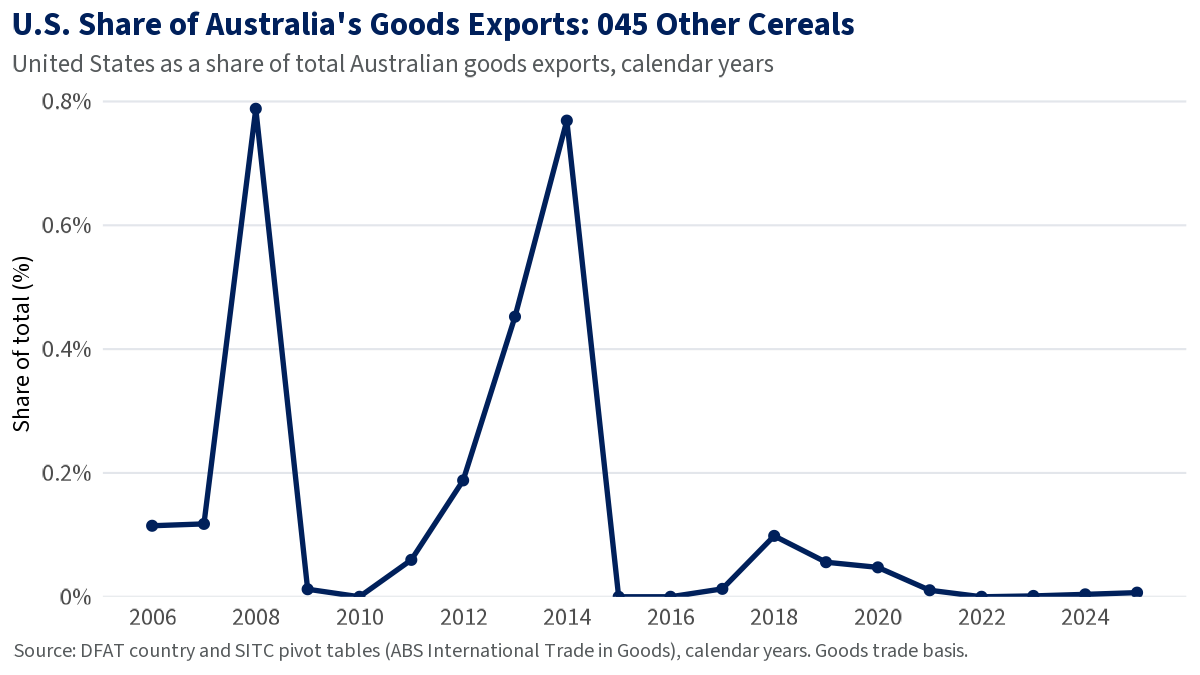 U.S. Share of Australia's Goods Exports: 045 Other Cereals
United States as a share of total Australian goods exports, calendar years
Share of total (%)
0.8%
0.6%
0.4%
0.2%
0%
2006 2008 2010 2012 2014 2016 2018 2020 2022 2024
Source: DFAT country and SITC pivot tables (ABS International Trade in Goods), calendar years. Goods trade basis.